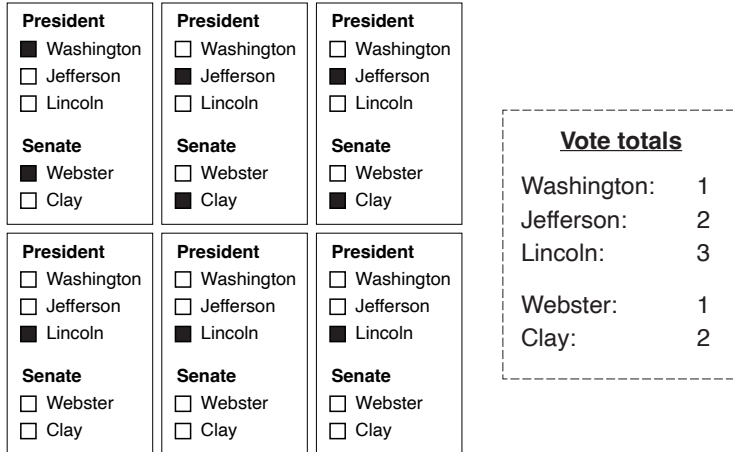 President
Washington
Jefferson
Lincoln
Senate
Webster
Clay
President
Washington
Jefferson
Lincoln
Senate
Webster
Clay
President
Washington
Jefferson
Lincoln
Senate
Webster
Clay
President
Washington
Jefferson
Lincoln
Senate
Webster
Clay
President
Washington
Jefferson
Lincoln
Senate
Webster
Clay
President
Washington
Jefferson
Lincoln
Senate
Webster
Clay
Vote totals
Washington: 1
Jefferson: 2
Lincoln: 3
Webster: 1
Clay: 2